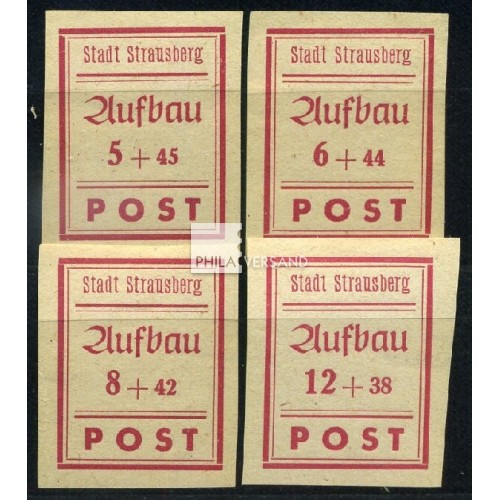 Stadt Strausberg
Aufbau
5 + 45
POST
Stadt Strausberg
Aufbau
6 + 44
POST
PHILA VERSAND
Stadt Strausberg
Aufbau
8 + 42
POST
Stadt Strausberg
Aufbau
12 + 38
POST